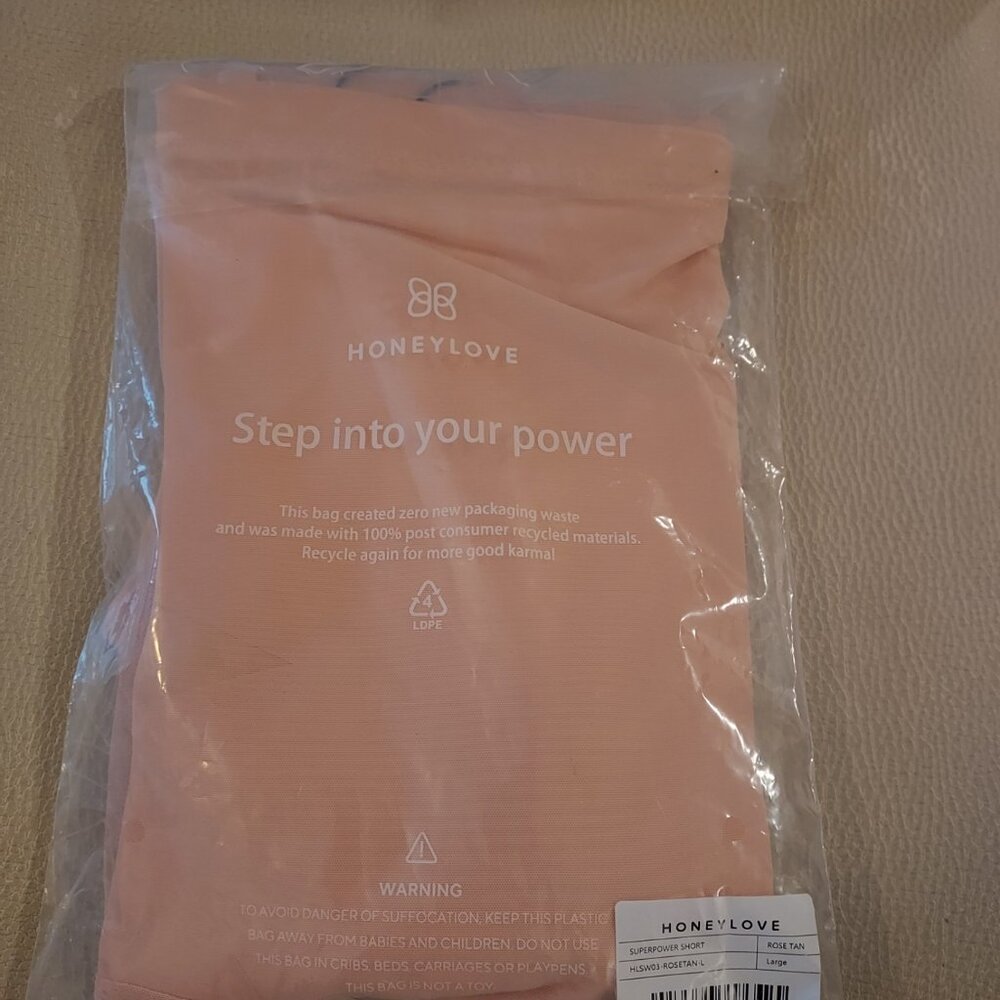 HONEYLOVE
Step into your power
This bag created zero new packaging waste
and was made with 100% post consumer recycled materials.
Recycle again for more good karma!
4
LDPE
WARNING
TO AVOID DANGER OF SUFFOCATION, KEEP THIS PLASTIC
BAG AWAY FROM BABIES AND CHILDREN. DO NOT USE
THIS BAG IN CRIBS, BEDS, CARRIAGES OR PLAYPENS.
THIS BAG IS NOT A TOY.
HONEYLOVE
SUPERPOWER SHORT ROSE TAN
HLSW03-ROSETAN-L Large